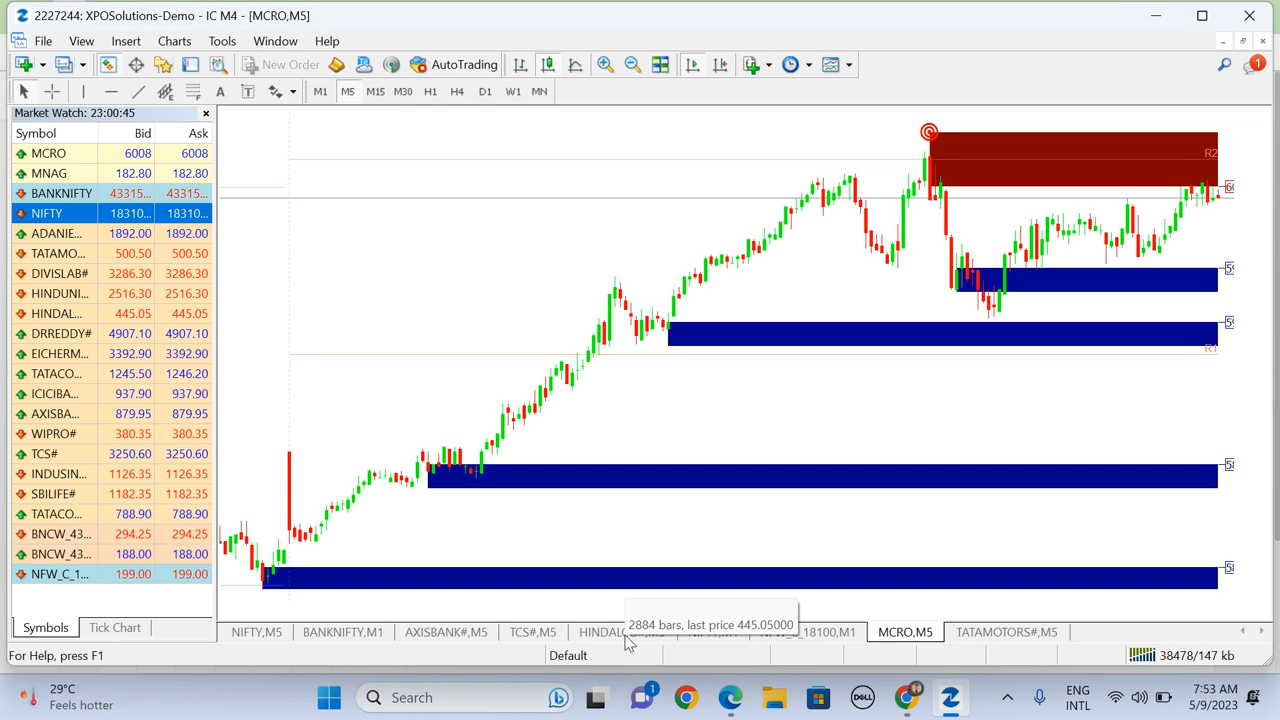 2227244: XPOSolutions-Demo - IC M4 - [MCRO,M5]
File View Insert Charts Tools Window Help
New Order AutoTrading 1
A T M1 M5 M15 M30 H1 H4 D1 W1 MN
Market Watch: 23:00:45
Symbol Bid Ask
MCRO 6008 6008
MNAG 182.80 182.80
BANKNIFTY 43315... 43315...
NIFTY 18310... 18310...
ADANIE... 1892.00 1892.00
TATAMO... 500.50 500.50
DIVISLAB# 3286.30 3286.30
HINDUNI... 2516.30 2516.30
HINDAL... 445.05 445.05
DRREDDY# 4907.10 4907.10
EICHERM... 3392.90 3392.90
TATACO... 1245.50 1246.20
ICICIBA... 937.90 937.90
AXISBA... 879.95 879.95
WIPRO# 380.35 380.35
TCS# 3250.60 3250.60
INDUSIN... 1126.35 1126.35
SBILIFE# 1182.35 1182.35
TATACO... 788.90 788.90
BNCW_43... 294.25 294.25
BNCW_43... 188.00 188.00
NFW_C_1... 199.00 199.00
Symbols Tick Chart
R2
R1
2884 bars, last price 445.05000
NIFTY,M5 BANKNIFTY,M1 AXISBANK#,M5 TCS#,M5 MCRO,M5 TATAMOTORS#,M5
For Help, press F1 Default 38478/147 kb
29°C
Feels hotter
Search
1
DELL
ENG
INTL
7:53 AM
5/9/2023